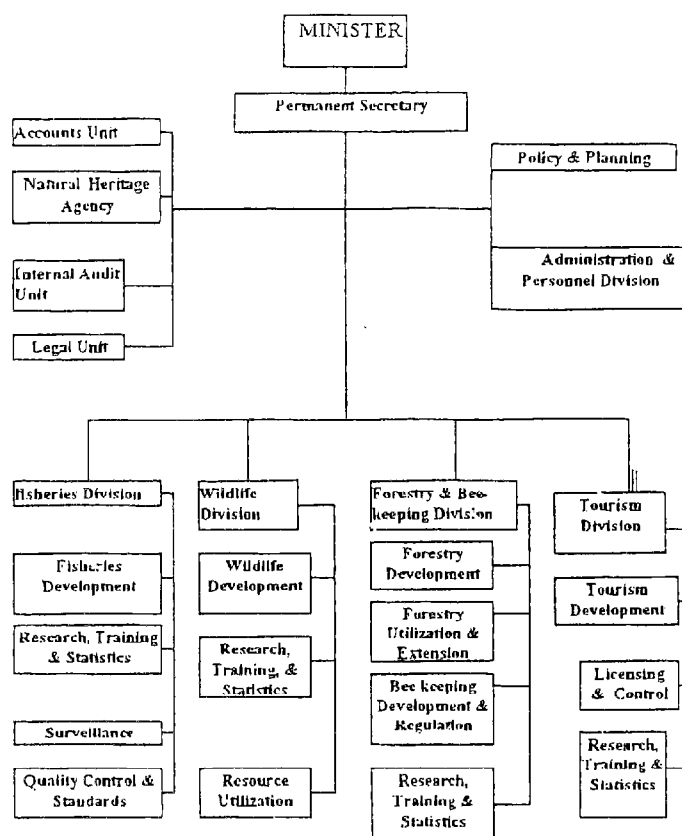 MINISTER
Permanent Secretary
Accounts Unit
Natural Heritage
Agency
Internal Audit
Unit
Legal Unit
Policy & Planning
Administration &
Personnel Division
fisheries Division
Fisheries
Development
Research, Training
& Statistics
Surveillance
Quality Control &
Standards
Wildlife
Division
Wildlife
Development
Research,
Training, &
Statistics
Resource
Utilization
Forestry & Bee-
keeping Division
Forestry
Development
Forestry
Utilization &
Extension
Bee keeping
Development &
Regulation
Research,
Training &
Statistics
Tourism
Division
Tourism
Development
Licensing
& Control
Research,
Training &
Statistics